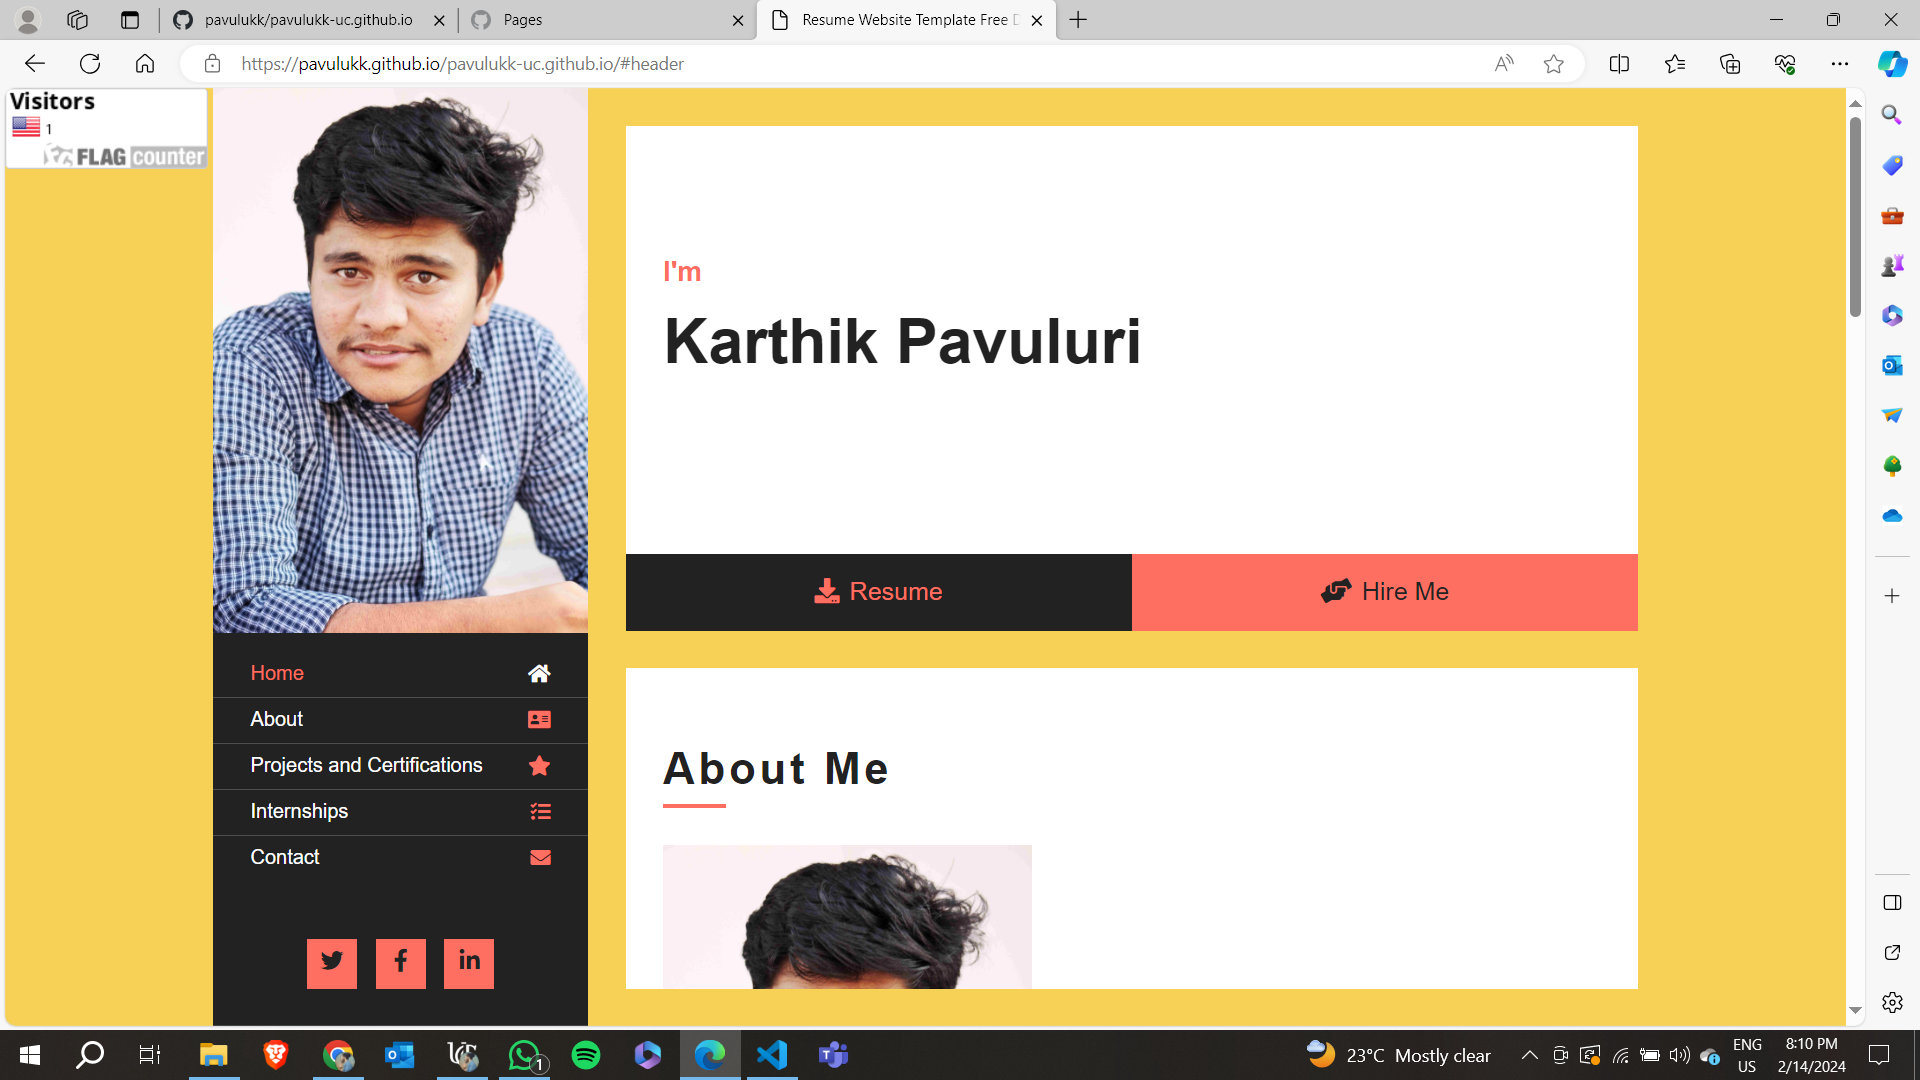 pavulukk/pavulukk-uc.github.io
Pages
Resume Website Template Free D
https://pavulukk.github.io/pavulukk-uc.github.io/#header
Visitors
1
FLAG counter
I'm
Karthik Pavuluri
Resume
Hire Me
Home
About
Projects and Certifications
Internships
Contact
About Me
1
23°C Mostly clear
ENG
US
8:10 PM
2/14/2024